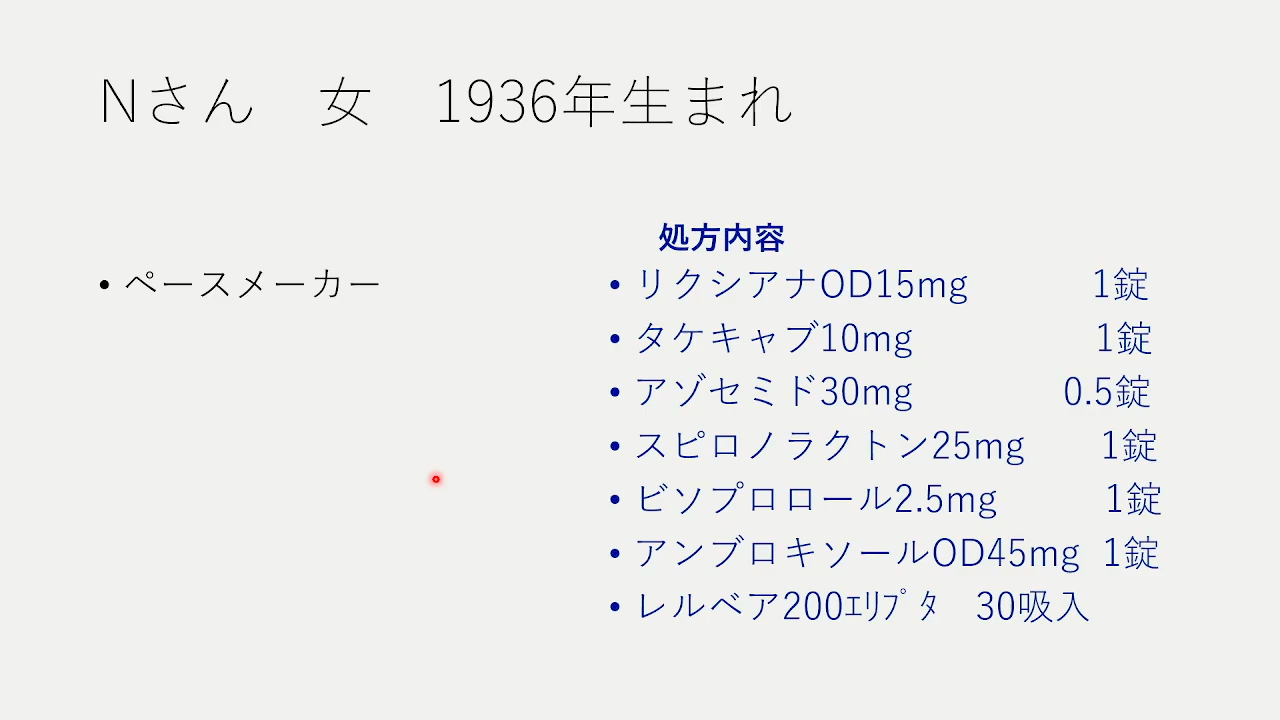 Nさん　女　1936年生まれ
• ペースメーカー
処方内容
• リクシアナOD15mg 1錠
• タケキャブ10mg 1錠
• アゾセミド30mg 0.5錠
• スピロノラクトン25mg 1錠
• ビソプロロール2.5mg 1錠
• アンブロキソールOD45mg 1錠
• レルベア200ｴﾘﾌﾟﾀ　30吸入